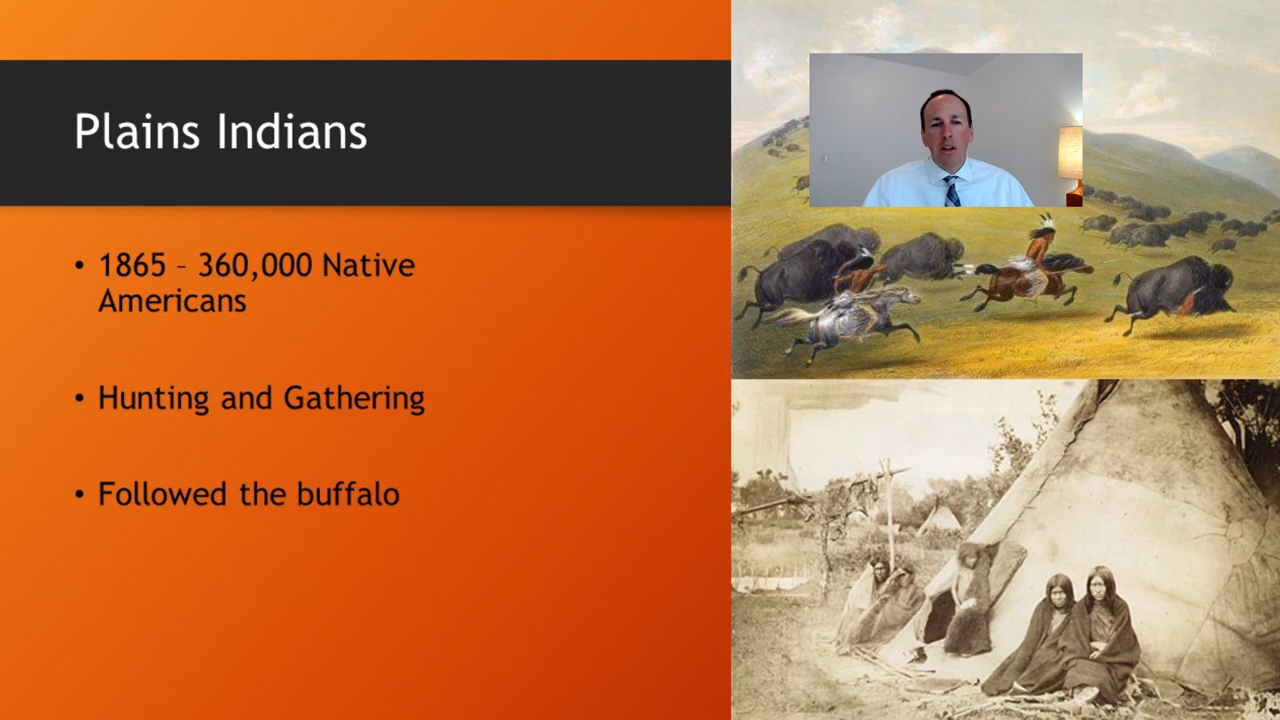 Plains Indians
• 1865 – 360,000 Native
Americans
• Hunting and Gathering
• Followed the buffalo